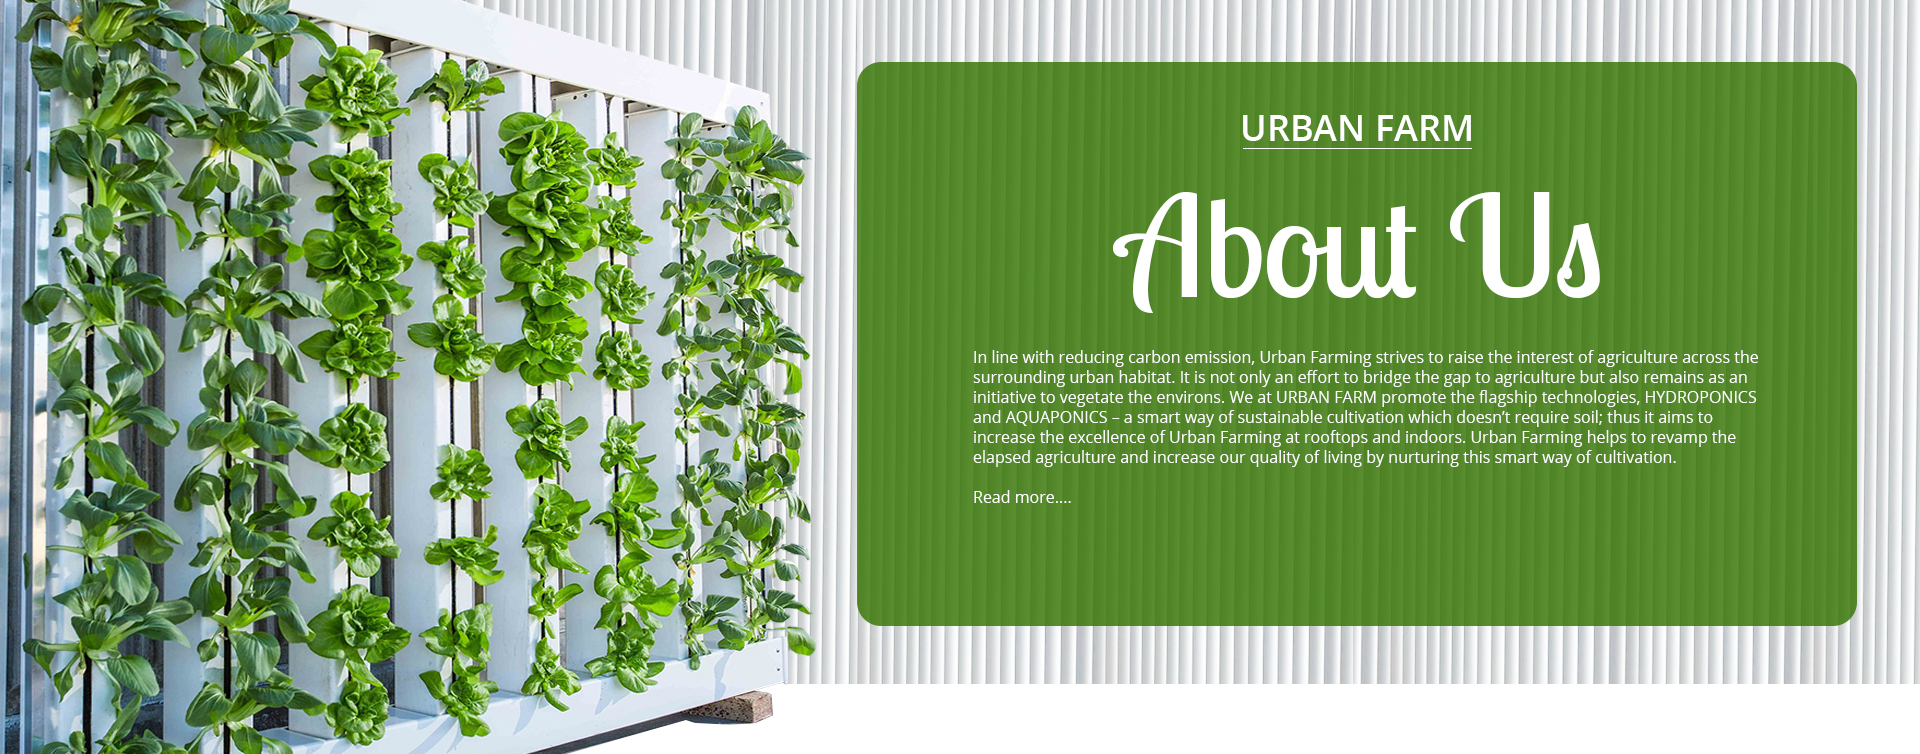 URBAN FARM
About Us
In line with reducing carbon emission, Urban Farming strives to raise the interest of agriculture across the
surrounding urban habitat. It is not only an effort to bridge the gap to agriculture but also remains as an
initiative to vegetate the environs. We at URBAN FARM promote the flagship technologies, HYDROPONICS
and AQUAPONICS – a smart way of sustainable cultivation which doesn’t require soil; thus it aims to
increase the excellence of Urban Farming at rooftops and indoors. Urban Farming helps to revamp the
elapsed agriculture and increase our quality of living by nurturing this smart way of cultivation.
Read more....